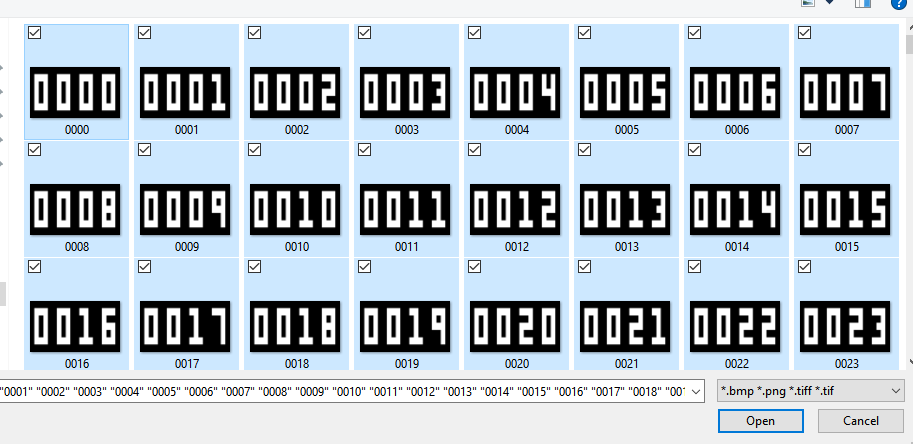 ?
0000 0001 0002 0003 0004 0005 0006 0007
0000 0001 0002 0003 0004 0005 0006 0007
0008 0009 0010 0011 0012 0013 0014 0015
0008 0009 0010 0011 0012 0013 0014 0015
0016 0017 0018 0019 0020 0021 0022 0023
0016 0017 0018 0019 0020 0021 0022 0023
"0001" "0002" "0003" "0004" "0005" "0006" "0007" "0008" "0009" "0010" "0011" "0012" "0013" "0014" "0015" "0016" "0017" "0018" "00 *.bmp *.png *.tiff *.tif
Open Cancel